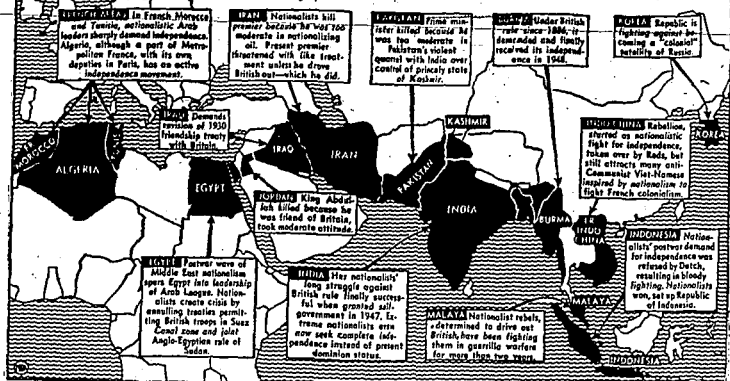 FRENCH AFRICA In French Morocco
and Tunisia, nationalistic Arab
leaders sharply demand independence.
Algeria, although a part of Metro-
politan France, with its own
deputies in Paris, has an active
independence movement.
IRAN Nationalists kill
premier because he was too
moderate in nationalizing
oil. Present premier
threatened with like treat-
ment unless he drove
British out—which he did.
PAKISTAN Prime min-
ister killed because he
was too moderate in
Pakistan's violent
quarrel with India over
control of princely state
of Kashmir.
BURMA Under British
rule since 1886, it
demanded and finally
received its independ-
ence in 1948.
KOREA Republic is
fighting against be-
coming a "colonial"
satellite of Russia.
IRAQ Demands
revision of 1930
friendship treaty
with Britain.
INDO-CHINA Rebellion,
started as nationalistic
fight for independence,
taken over by Reds, but
still attracts many anti-
Communist Viet-Namese
inspired by nationalism to
fight French colonialism.
FR. MOROCCO
ALGERIA
EGYPT
IRAQ
IRAN
PAKISTAN
KASHMIR
INDIA
BURMA
FR. INDO CHINA
KOREA
JORDAN King Abdul-
lah killed because he
was friend of Britain,
took moderate attitude.
EGYPT Postwar wave of
Middle East nationalism
spurs Egypt into leadership
of Arab League. Nation-
alists create crisis by
annulling treaties permit-
ting British troops in Suez
Canal zone and joint
Anglo-Egyptian rule of
Sudan.
INDIA Her nationalists'
long struggle against
British rule finally success-
ful when granted self-
government in 1947. Ex-
treme nationalists even
now seek complete inde-
pendence instead of present
dominion status.
MALAYA Nationalist rebels,
determined to drive out
British, have been fighting
them in guerrilla warfare
for more than two years.
INDONESIA Nation-
alists' postwar demand
for independence was
refused by Dutch,
resulting in bloody
fighting. Nationalists
won, set up Republic
of Indonesia.
MALAYA
INDONESIA